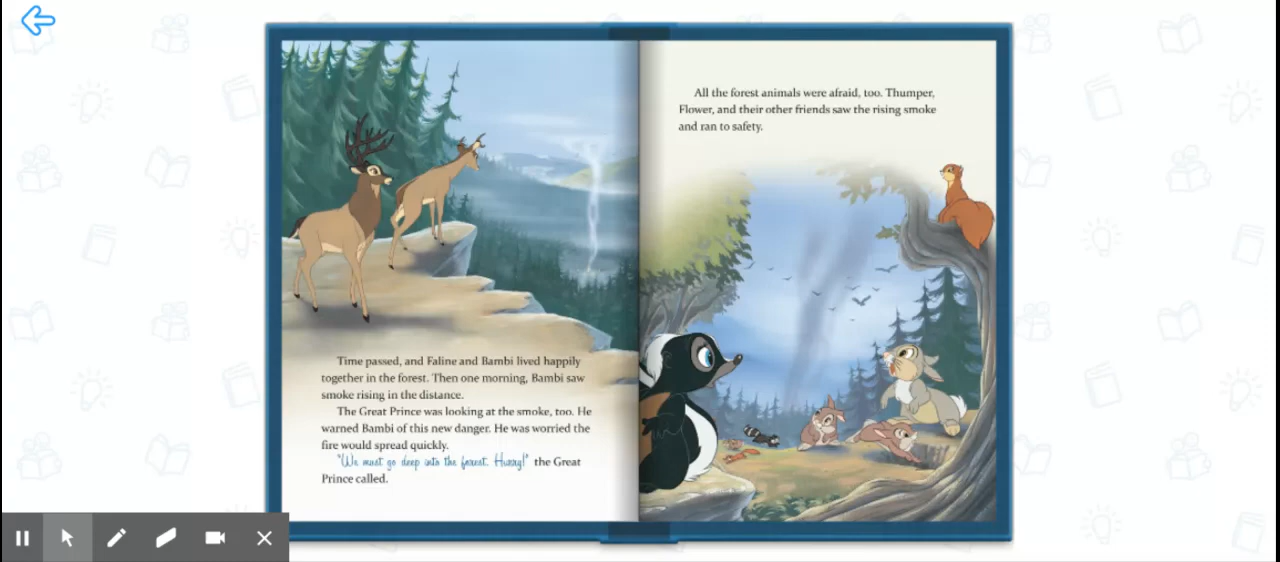 Time passed, and Faline and Bambi lived happily
together in the forest. Then one morning, Bambi saw
smoke rising in the distance.
The Great Prince was looking at the smoke, too. He
warned Bambi of this new danger. He was worried the
fire would spread quickly.
"We must go deep into the forest. Hurry!" the Great
Prince called.
All the forest animals were afraid, too. Thumper,
Flower, and their other friends saw the rising smoke
and ran to safety.